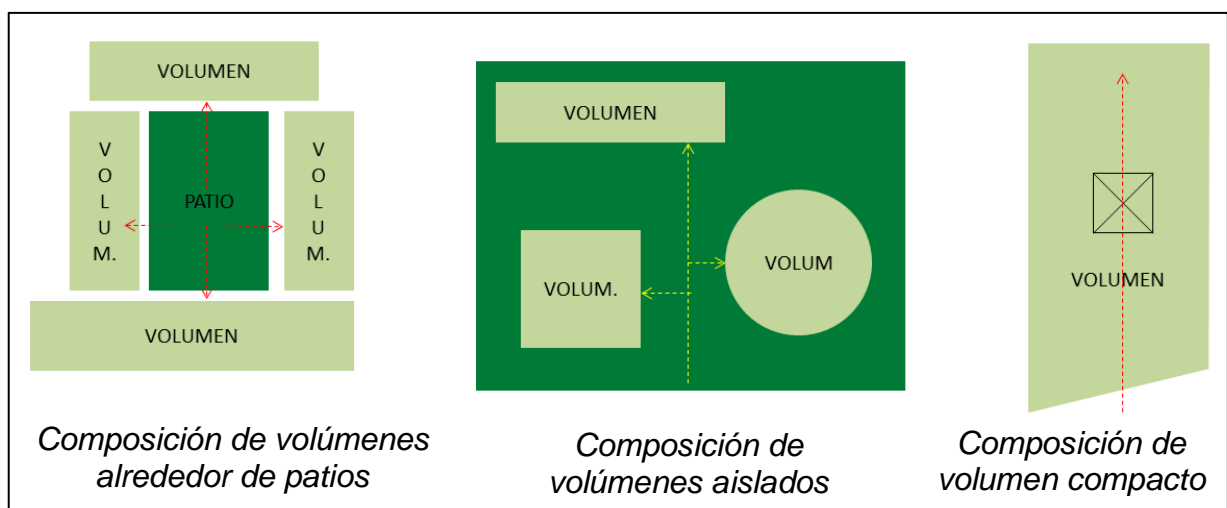 VOLUMEN
V
O
L
U
M.
PATIO
V
O
L
U
M.
VOLUMEN
Composición de volúmenes
alrededor de patios
VOLUMEN
VOLUM.
VOLUM
Composición de
volúmenes aislados
VOLUMEN
Composición de
volumen compacto